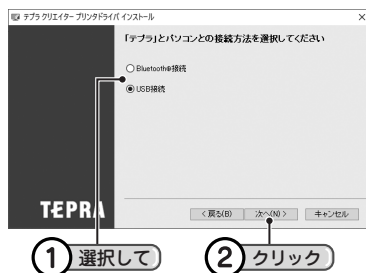 テプラ クリエイター プリンタドライバ インストール
「テプラ」とパソコンとの接続方法を選択してください
Bluetooth®接続
USB接続
TEPRA
< 戻る(B)
次へ(N) >
キャンセル
1 選択して
2 クリック